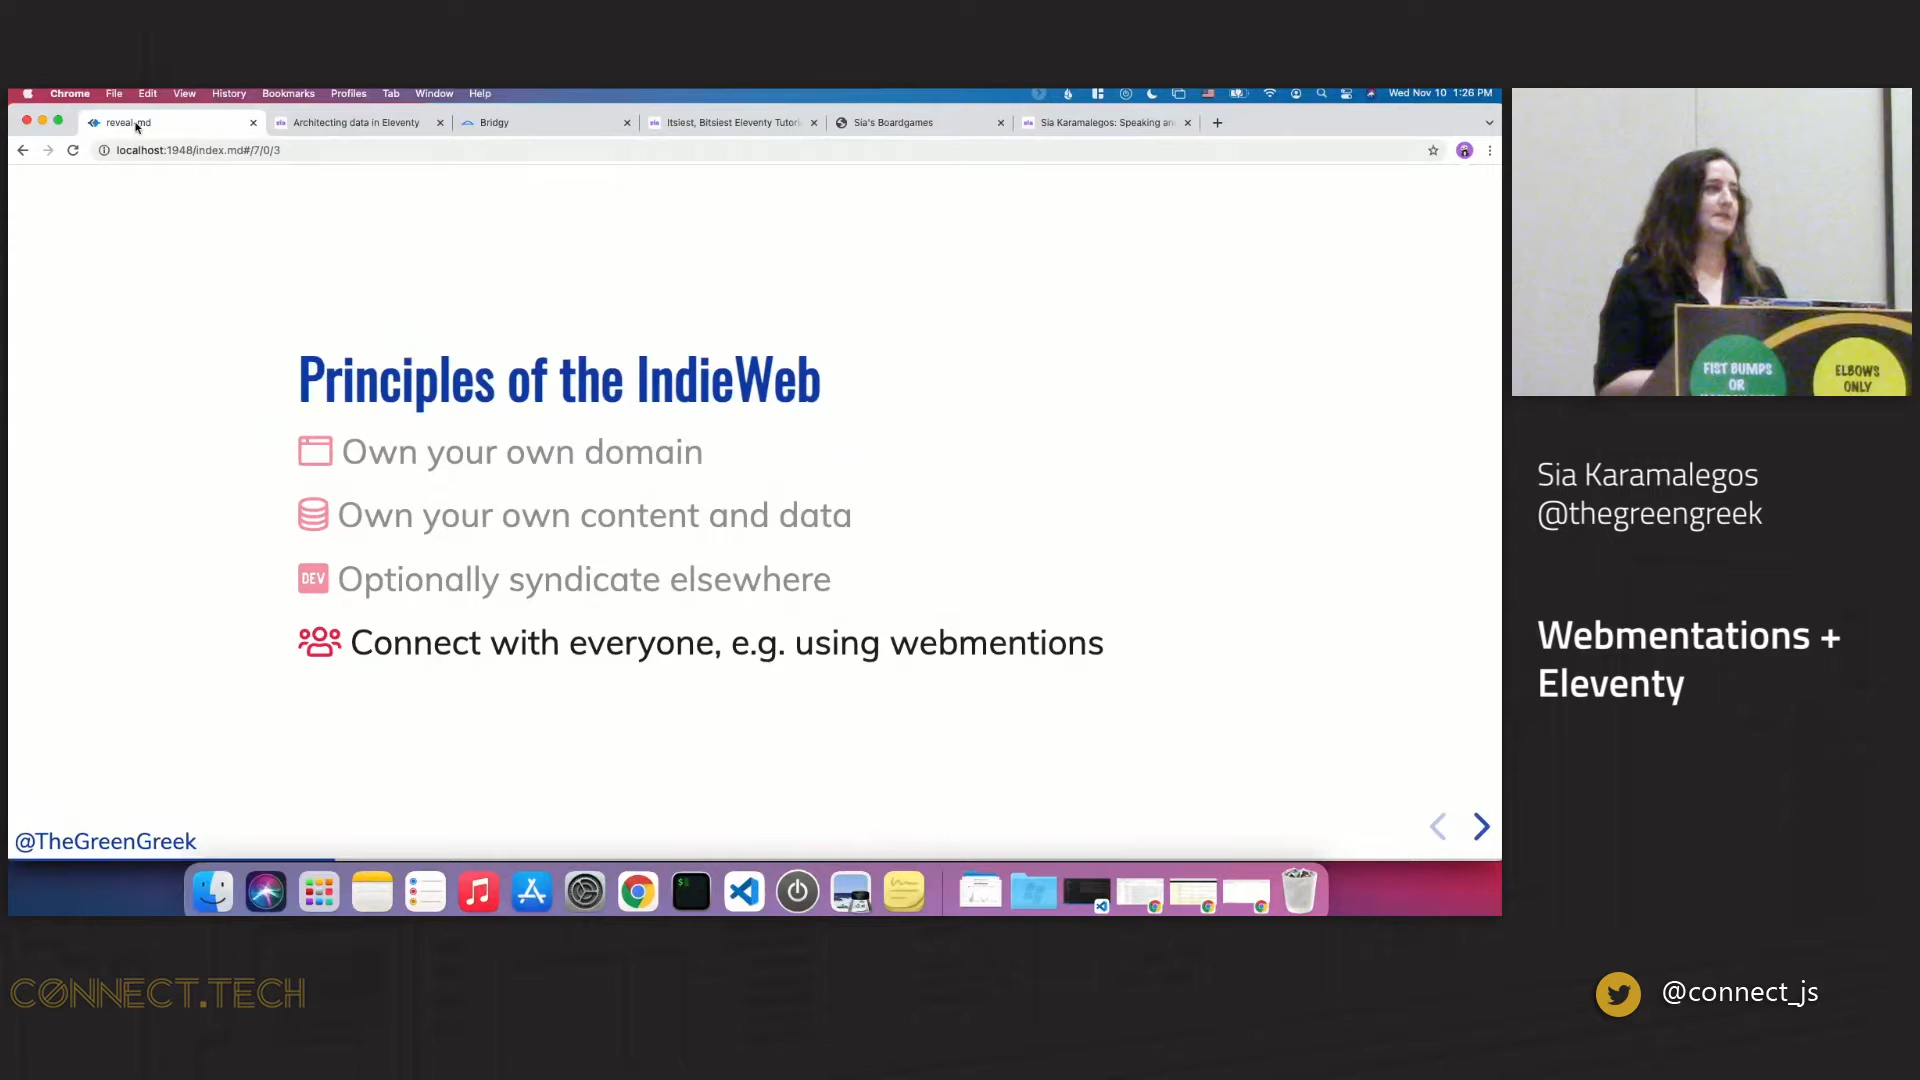 Chrome File Edit View History Bookmarks Profiles Tab Window Help
Wed Nov 10 1:26 PM
reveal-md
Architecting data in Eleventy
Bridgy
Itsiest, Bitsiest Eleventy Tutori
Sia's Boardgames
Sia Karamalegos: Speaking an
localhost:1948/index.md#/7/0/3
Principles of the IndieWeb
Own your own domain
Own your own content and data
DEV Optionally syndicate elsewhere
Connect with everyone, e.g. using webmentions
@TheGreenGreek
FIST BUMPS
OR
ELBOWS
ONLY
Sia Karamalegos
@thegreengreek
Webmentations +
Eleventy
CONNECT.TECH
@connect_js